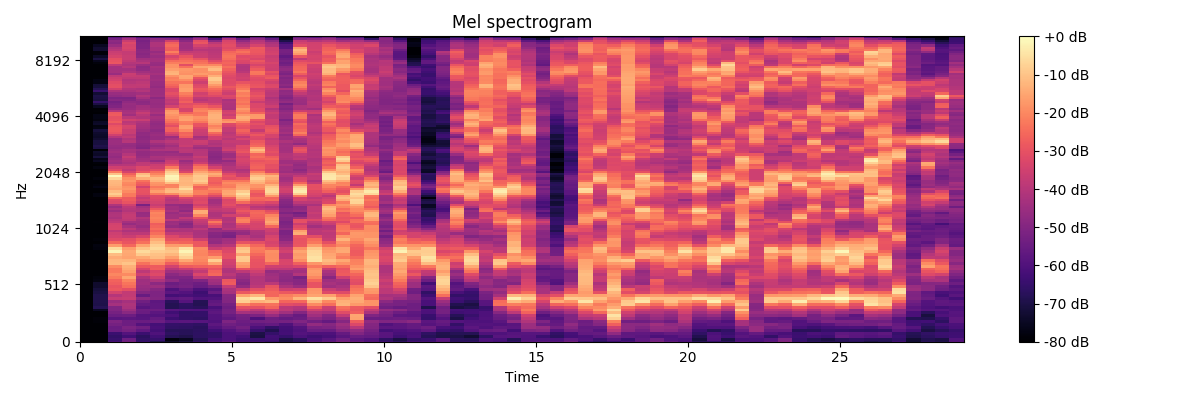 Mel spectrogram
8192
4096
2048
1024
512
0
Hz
0 5 10 15 20 25
Time
+0 dB
-10 dB
-20 dB
-30 dB
-40 dB
-50 dB
-60 dB
-70 dB
-80 dB